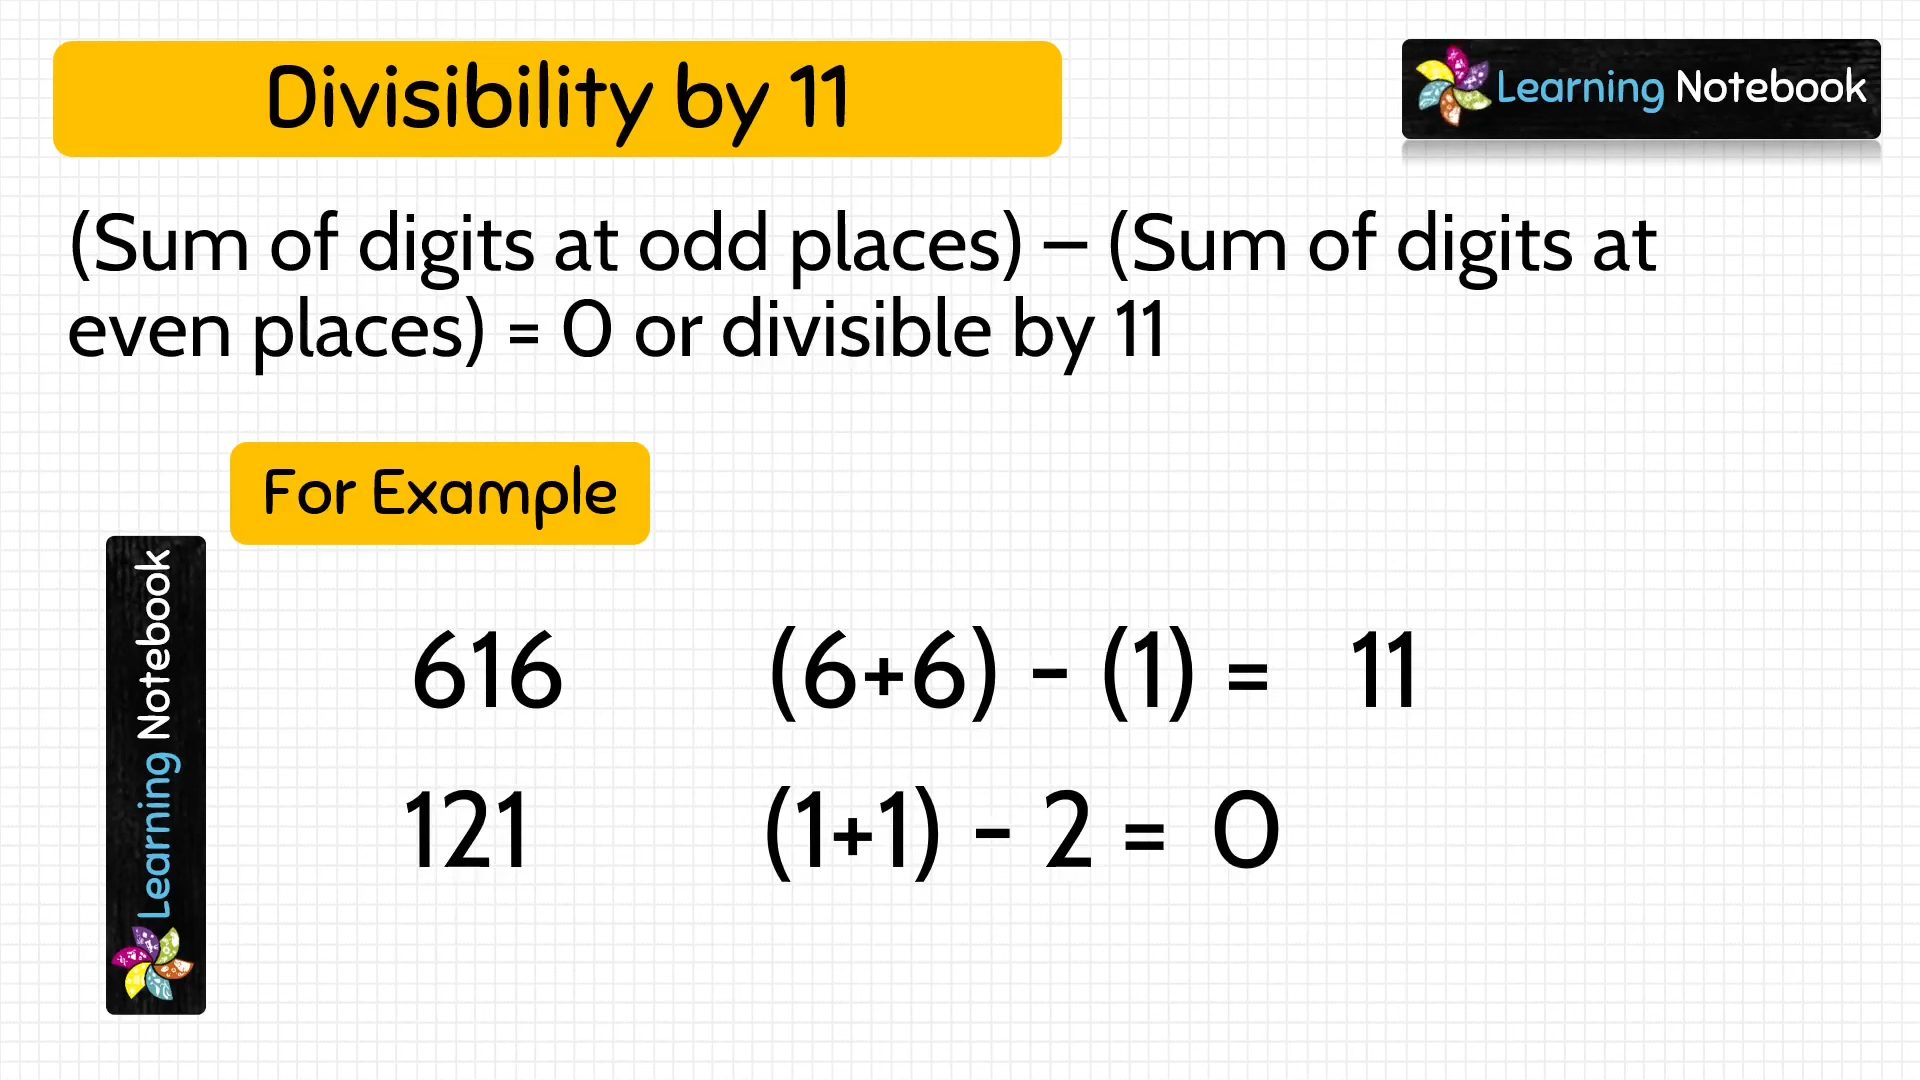 Divisibility by 11
Learning Notebook
(Sum of digits at odd places) – (Sum of digits at
even places) = 0 or divisible by 11
For Example
Learning Notebook
616 (6+6) - (1) = 11
121 (1+1) - 2 = 0